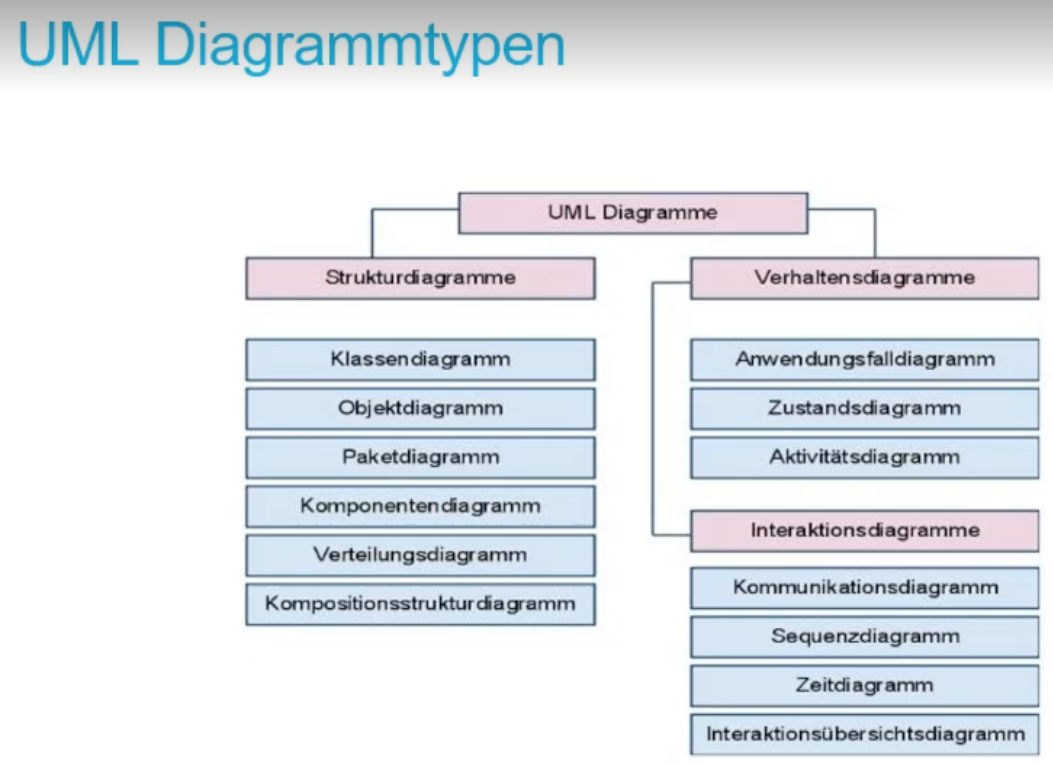 UML Diagrammtypen
UML Diagramme
Strukturdiagramme
Klassendiagramm
Objektdiagramm
Paketdiagramm
Komponentendiagramm
Verteilungsdiagramm
Kompositionsstrukturdiagramm
Verhaltensdiagramme
Anwendungsfalldiagramm
Zustandsdiagramm
Aktivitätsdiagramm
Interaktionsdiagramme
Kommunikationsdiagramm
Sequenzdiagramm
Zeitdiagramm
Interaktionsübersichtsdiagramm